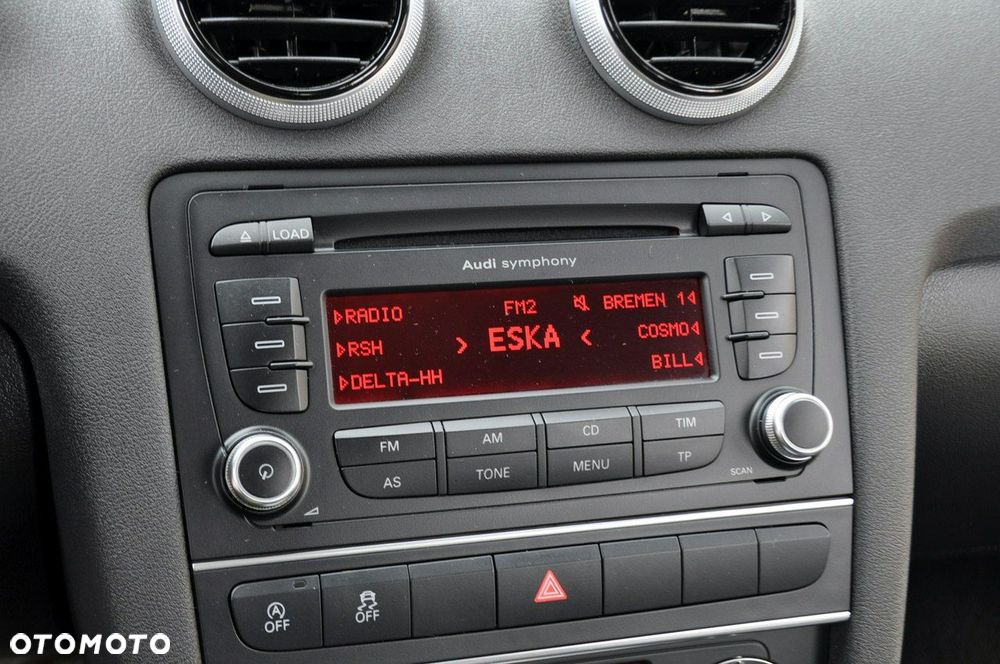 LOAD
Audi symphony
RADIO FM2 BREMEN 1
RSH > ESKA < COSMO
DELTA-HH BILL
FM AM CD TIM
AS TONE MENU TP
SCAN
A OFF OFF
OTOMOTO